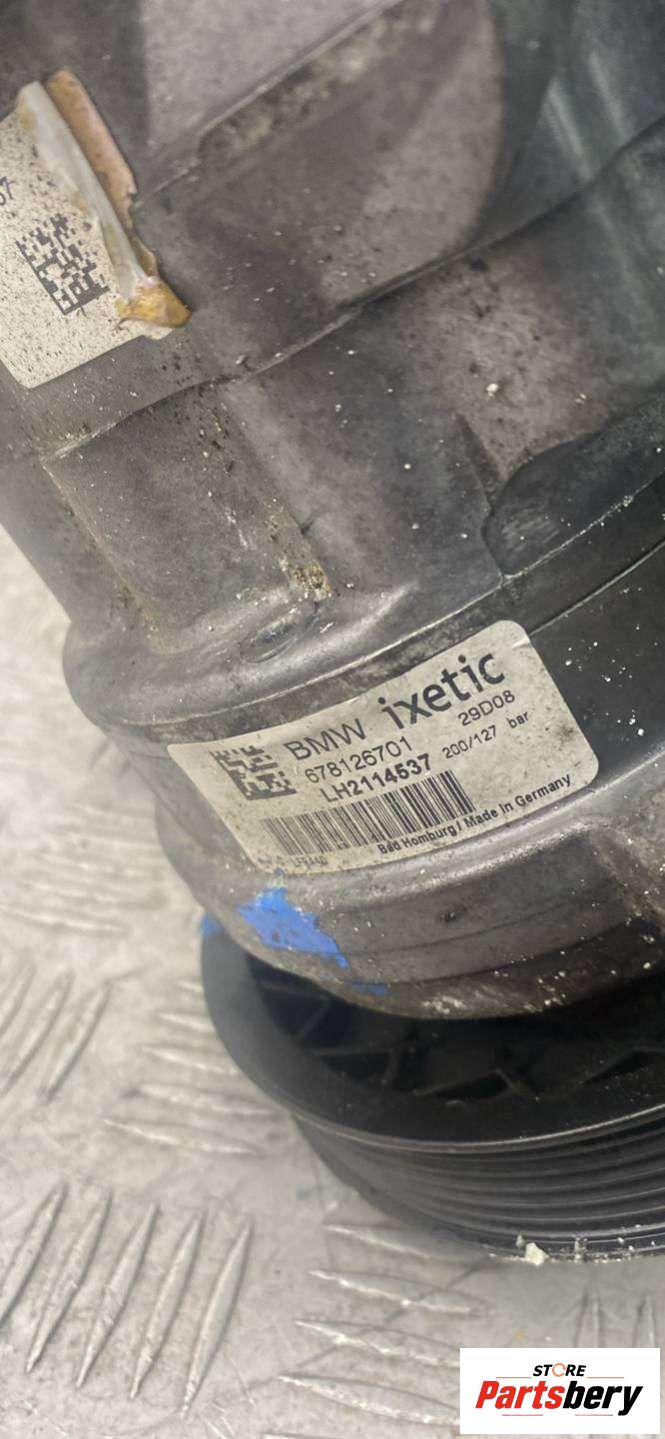 BMW ixetic
678126701 29D08
LH2114537 200/127 bar
Bad Homburg / Made in Germany
STORE
Partsbery